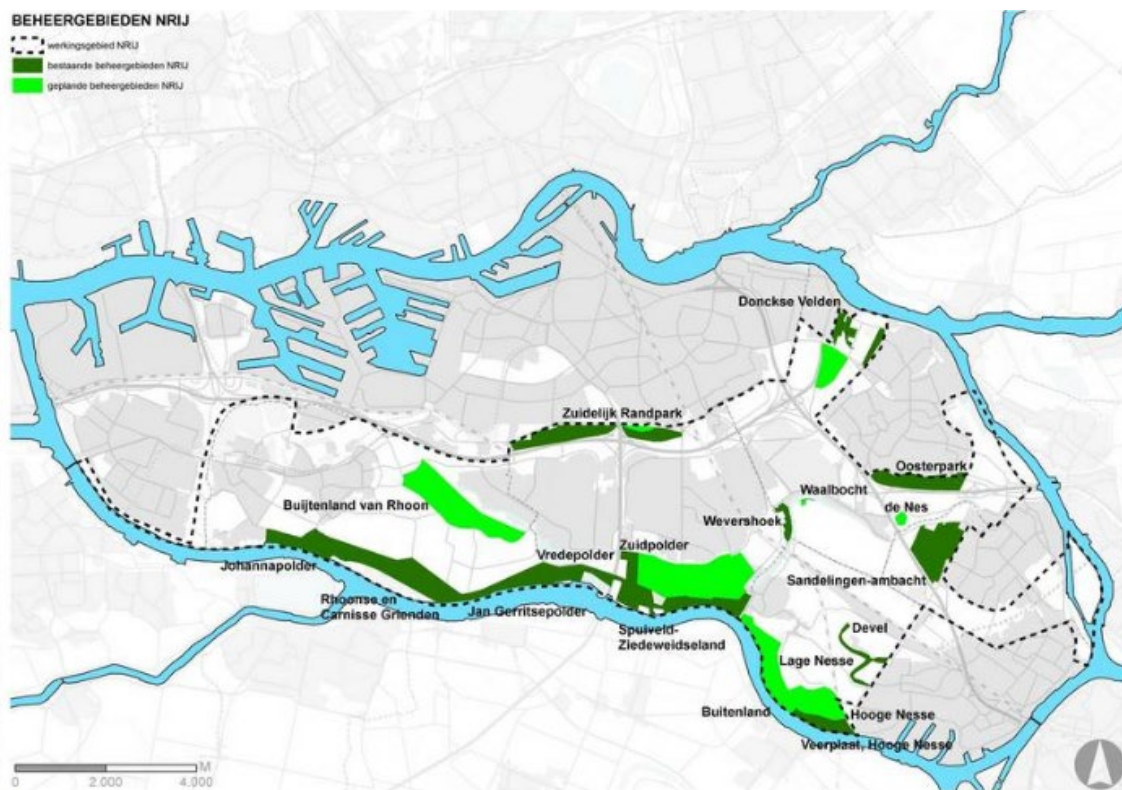 BEHEERGEBIEDEN NRIJ
werkingsgebied NRIJ
bestaande beheergebieden NRIJ
geplande beheergebieden NRIJ
Donckse Velden
Zuidelijk Randpark
Oosterpark
Waalbocht
de Nes
Buijtenland van Rhoon
Wevershoek
Vredepolder
Zuidpolder
Johannapolder
Sandelingen-ambacht
Rhoonse en
Carnisse Grienden
Jan Gerritsepolder
Spuiveld-
Ziedeweidseland
Devel
Lage Nesse
Buitenland
Hooge Nesse
Veerplaat, Hooge Nesse
M
0 2.000 4.000